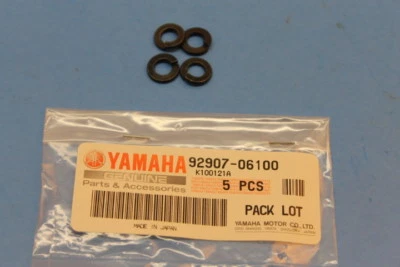 YAMAHA 92907-06100
GENUINE K100121A
Parts & Accessories 5 PCS
PACK LOT
MADE IN JAPAN
YAMAHA MOTOR CO., LTD.